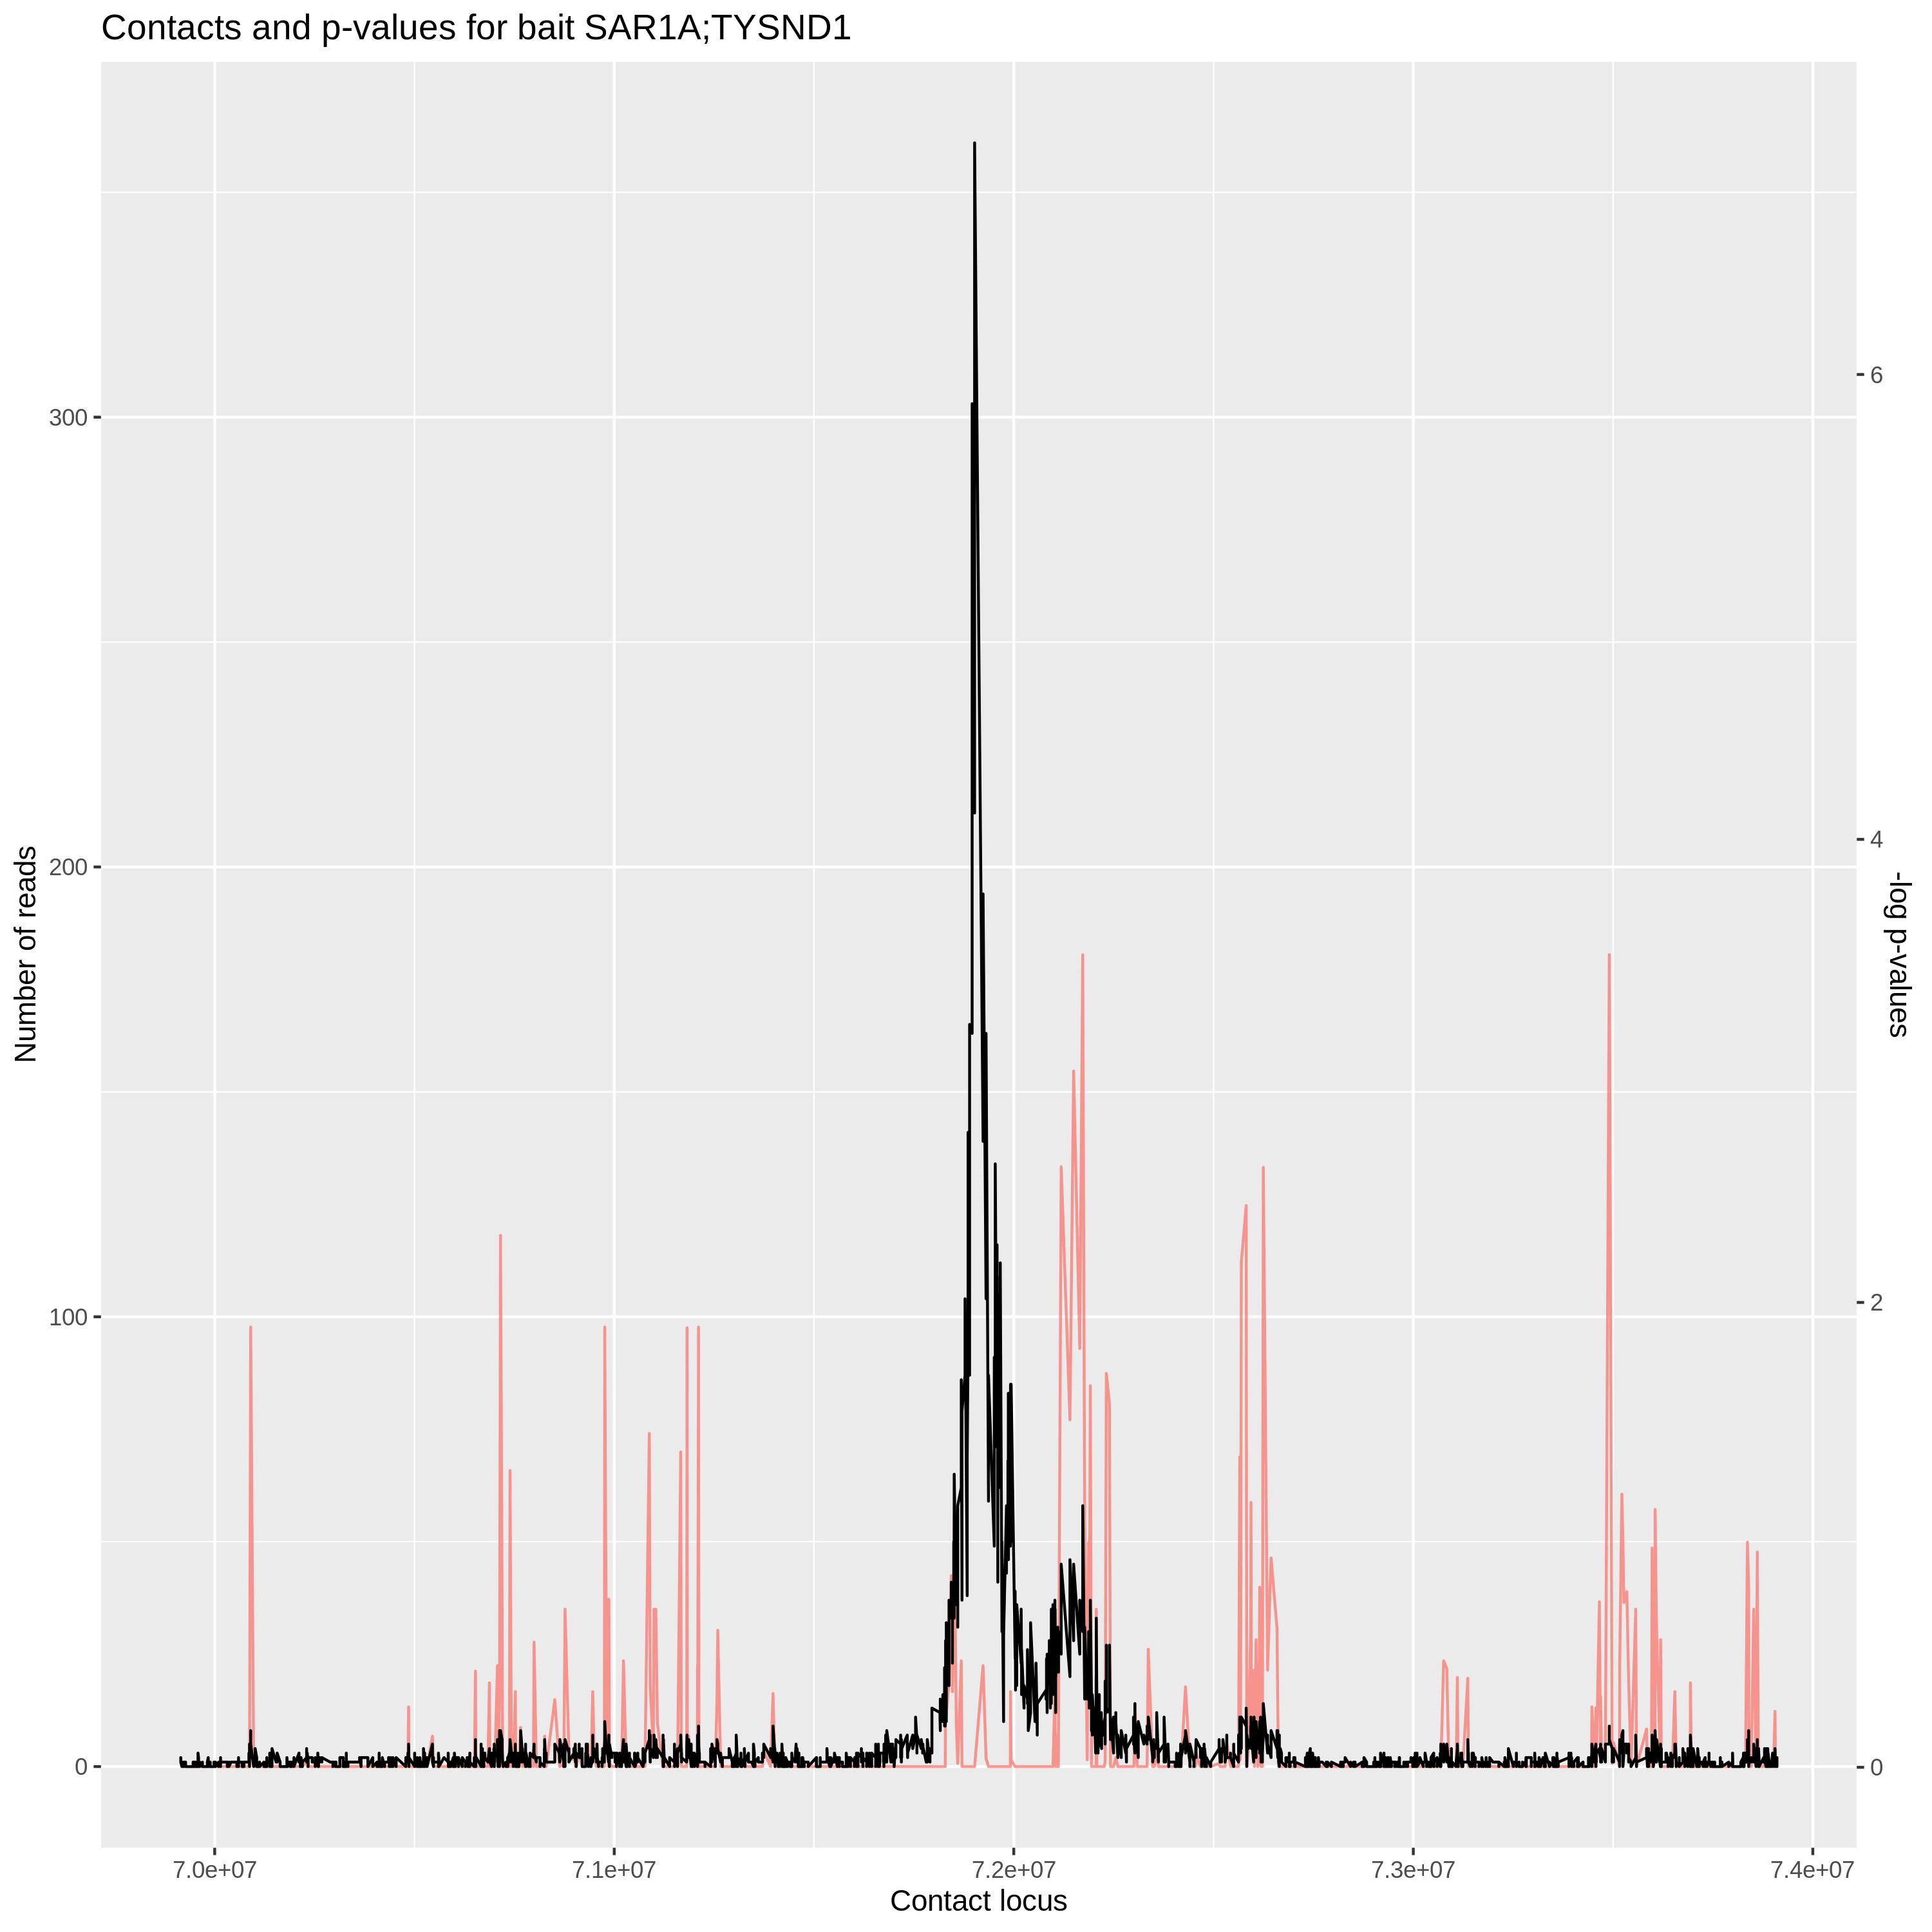 Contacts and p-values for bait SAR1A;TYSND1
Number of reads
300
200
100
0
6
4
2
0
-log p-values
7.0e+07
7.1e+07
7.2e+07
7.3e+07
7.4e+07
Contact locus